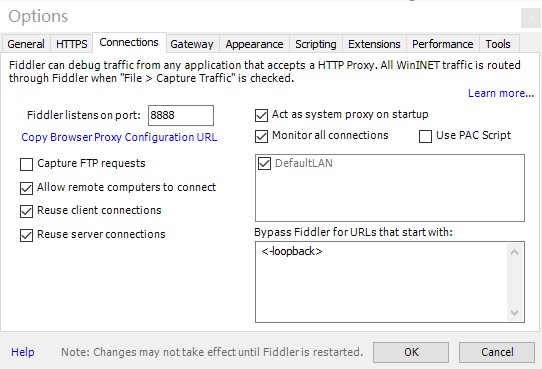 Options
General HTTPS Connections Gateway Appearance Scripting Extensions Performance Tools
Fiddler can debug traffic from any application that accepts a HTTP Proxy. All WinINET traffic is routed
through Fiddler when "File > Capture Traffic" is checked.
Learn more...
Fiddler listens on port: 8888
Copy Browser Proxy Configuration URL
Capture FTP requests
Allow remote computers to connect
Reuse client connections
Reuse server connections
Act as system proxy on startup
Monitor all connections Use PAC Script
DefaultLAN
Bypass Fiddler for URLs that start with:
<-loopback>
Help Note: Changes may not take effect until Fiddler is restarted. OK Cancel